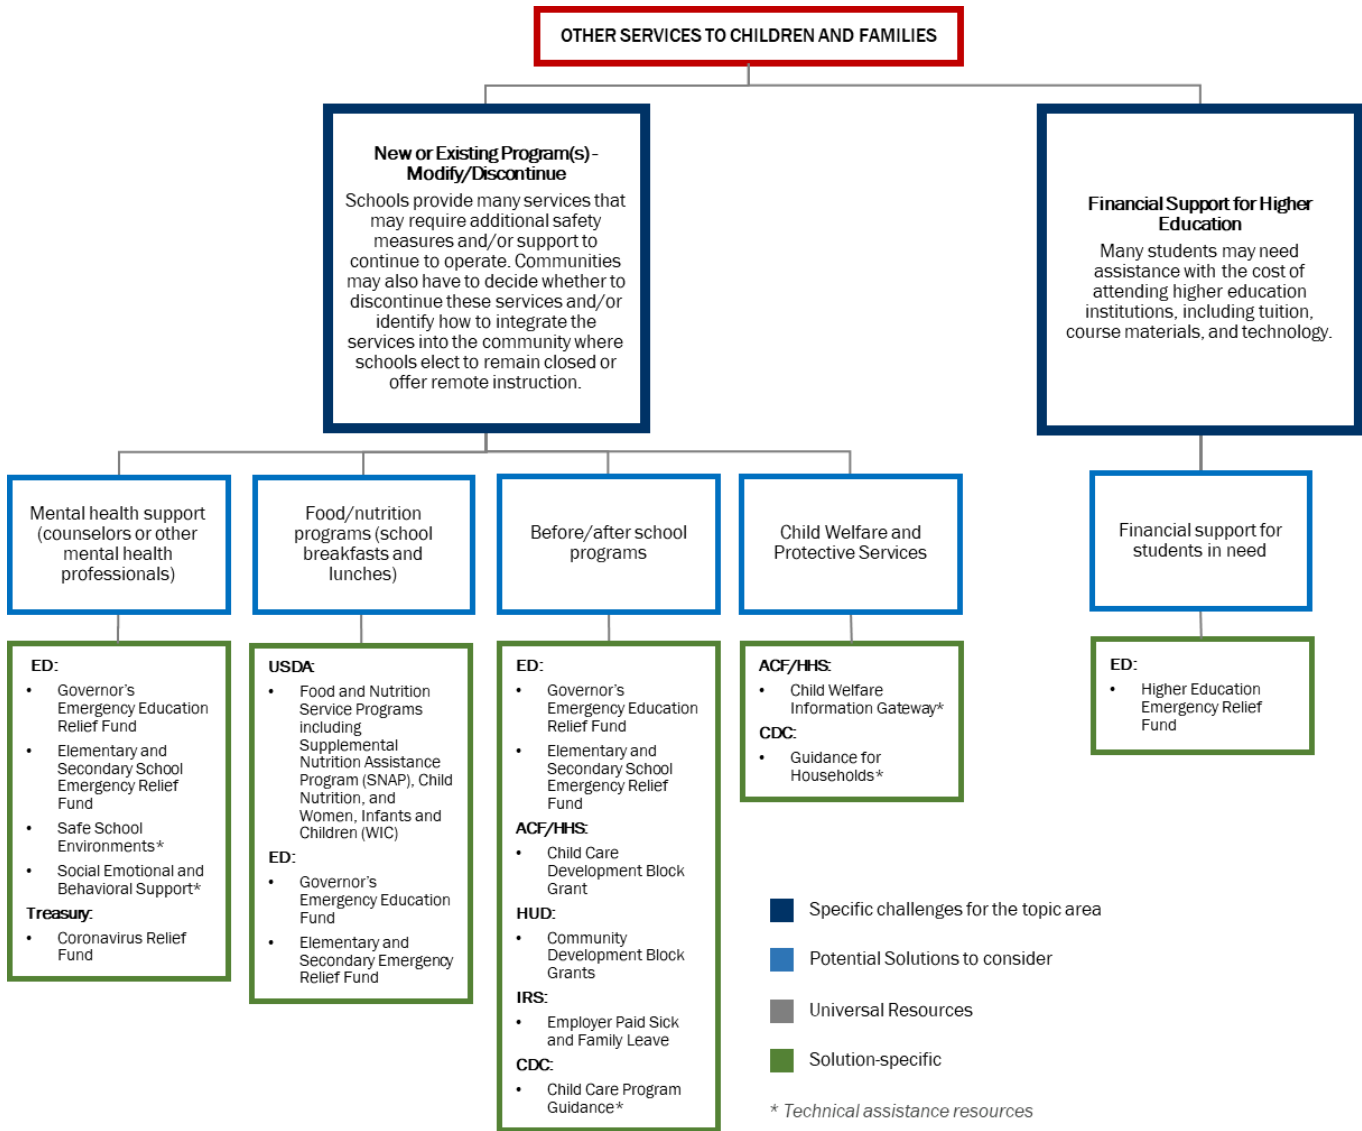 OTHER SERVICES TO CHILDREN AND FAMILIES
New or Existing Program(s) -
Modify/Discontinue
Schools provide many services that
may require additional safety
measures and/or support to
continue to operate. Communities
may also have to decide whether to
discontinue these services and/or
identify how to integrate the
services into the community where
schools elect to remain closed or
offer remote instruction.
Financial Support for Higher
Education
Many students may need
assistance with the cost of
attending higher education
institutions, including tuition,
course materials, and technology.
Mental health support
(counselors or other
mental health
professionals)
Food/nutrition
programs (school
breakfasts and
lunches)
Before/after school
programs
Child Welfare and
Protective Services
Financial support for
students in need
ED:
• Governor's
Emergency Education
Relief Fund
• Elementary and
Secondary School
Emergency Relief
Fund
• Safe School
Environments*
• Social Emotional and
Behavioral Support*
Treasury:
• Coronavirus Relief
Fund
USDA:
• Food and Nutrition
Service Programs
including
Supplemental
Nutrition Assistance
Program (SNAP), Child
Nutrition, and
Women, Infants and
Children (WIC)
ED:
• Governor's
Emergency Education
Fund
• Elementary and
Secondary Emergency
Relief Fund
ED:
• Governor's
Emergency Education
Relief Fund
• Elementary and
Secondary School
Emergency Relief
Fund
ACF/HHS:
• Child Care
Development Block
Grant
HUD:
• Community
Development Block
Grants
IRS:
• Employer Paid Sick
and Family Leave
CDC:
• Child Care Program
Guidance*
ACF/HHS:
• Child Welfare
Information Gateway*
CDC:
• Guidance for
Households*
ED:
• Higher Education
Emergency Relief
Fund
Specific challenges for the topic area
Potential Solutions to consider
Universal Resources
Solution-specific
* Technical assistance resources